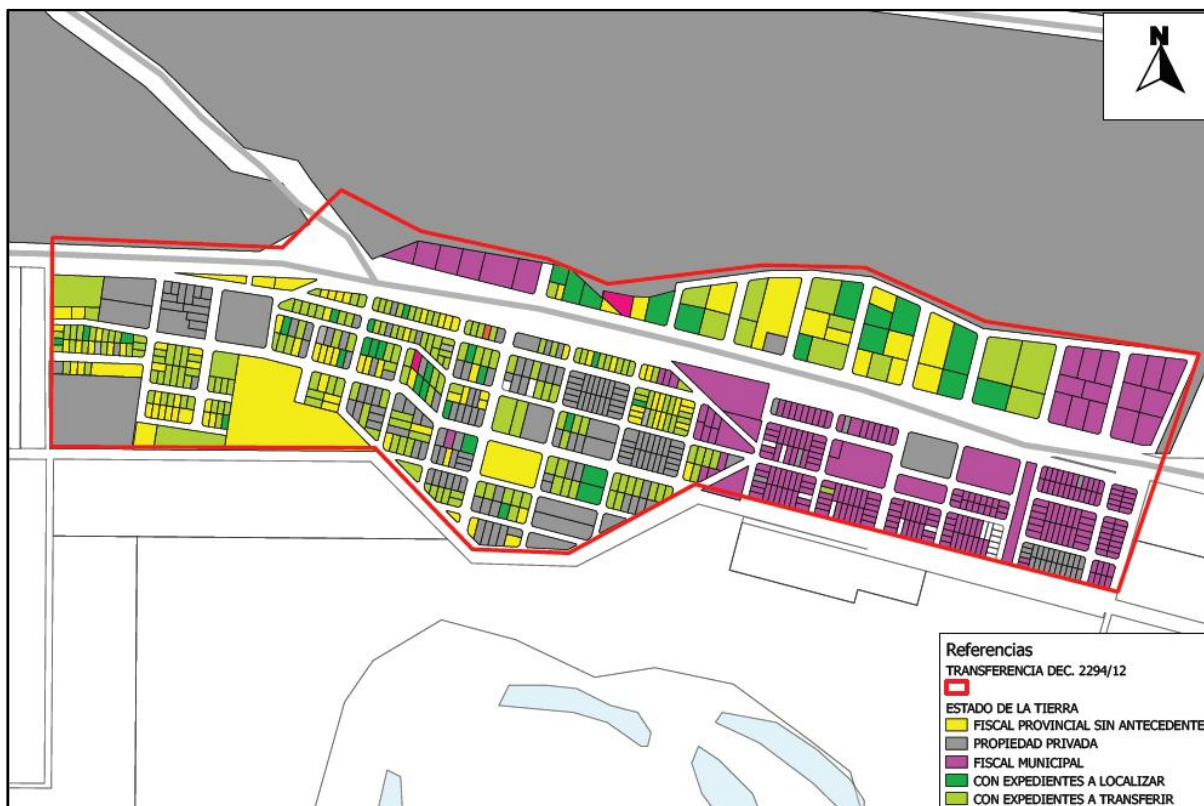 N
Referencias
TRANSFERENCIA DEC. 2294/12
ESTADO DE LA TIERRA
FISCAL PROVINCIAL SIN ANTECEDENTE
PROPIEDAD PRIVADA
FISCAL MUNICIPAL
CON EXPEDIENTES A LOCALIZAR
CON EXPEDIENTES A TRANSFERIR